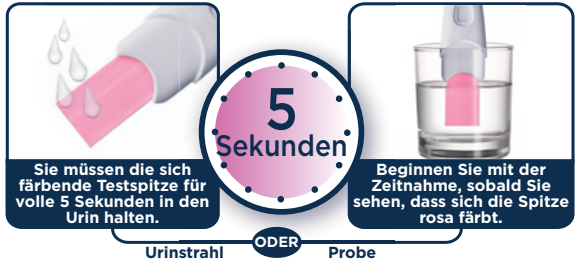 5
Sekunden
Sie müssen die sich
färbende Testspitze für
volle 5 Sekunden in den
Urin halten.
Beginnen Sie mit der
Zeitnahme, sobald Sie
sehen, dass sich die Spitze
rosa färbt.
Urinstrahl
ODER
Probe